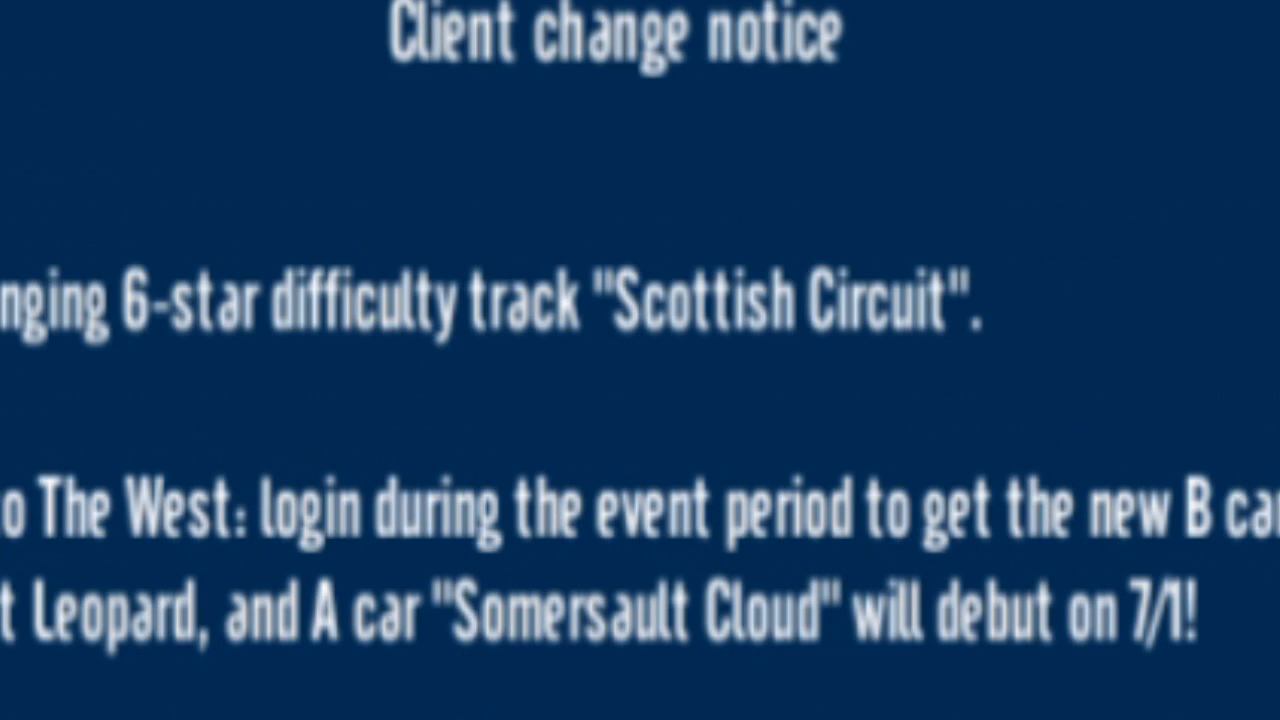 Client change notice
nging 6-star difficulty track "Scottish Circuit".
o The West: login during the event period to get the new B car
t Leopard, and A car "Somersault Cloud" will debut on 7/1!